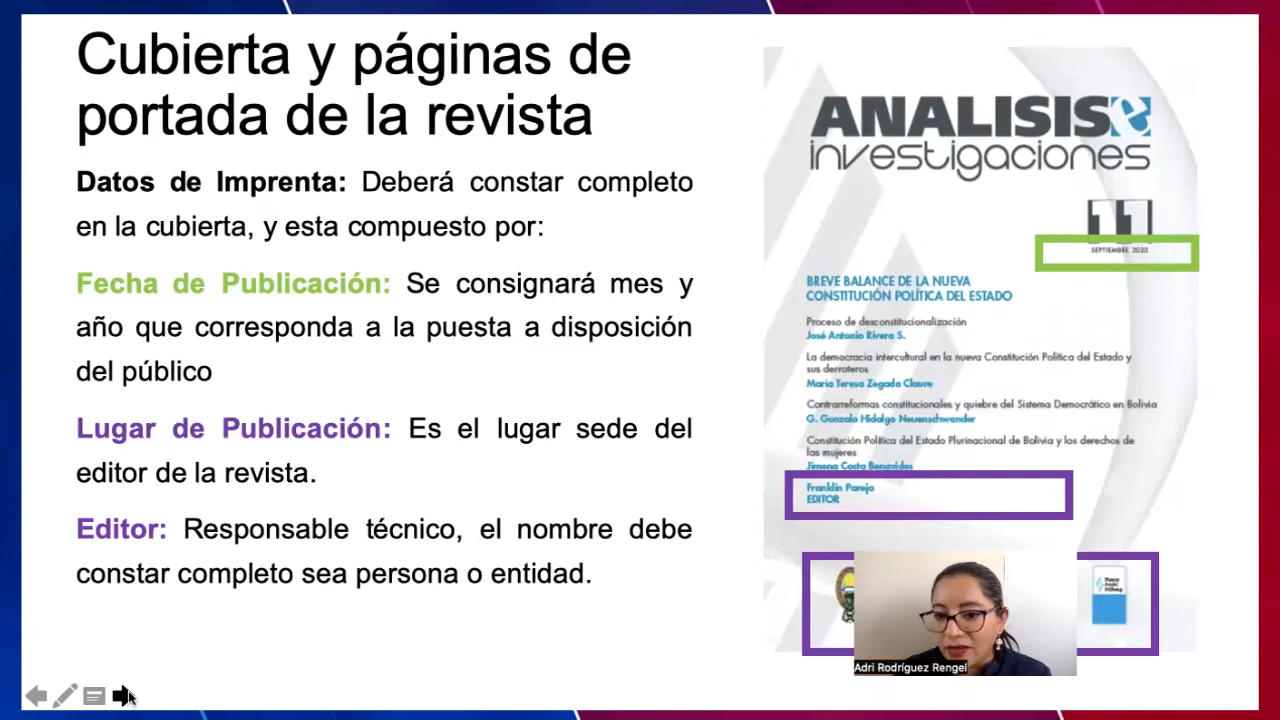 Cubierta y páginas de
portada de la revista
Datos de Imprenta: Deberá constar completo
en la cubierta, y esta compuesto por:
Fecha de Publicación: Se consignará mes y
año que corresponda a la puesta a disposición
del público
Lugar de Publicación: Es el lugar sede del
editor de la revista.
Editor: Responsable técnico, el nombre debe
constar completo sea persona o entidad.
ANALISIS e
investigaciones
11
SEPTIEMBRE 2020
BREVE BALANCE DE LA NUEVA
CONSTITUCIÓN POLÍTICA DEL ESTADO
Proceso de desconstitucionalización
José Antonio Rivera S.
La democracia intercultural en la nueva Constitución Política del Estado y
sus derroteros
María Teresa Zegada Claure
Contrarreformas constitucionales y quiebre del Sistema Democrático en Bolivia
G. Gonzalo Hidalgo Neuenschwander
Constitución Política del Estado Plurinacional de Bolivia y los derechos de
las mujeres
Jimena Costa Benavides
Franklin Pareja
EDITOR
Hanns
Seidel
Stiftung
Adri Rodríguez Rengel